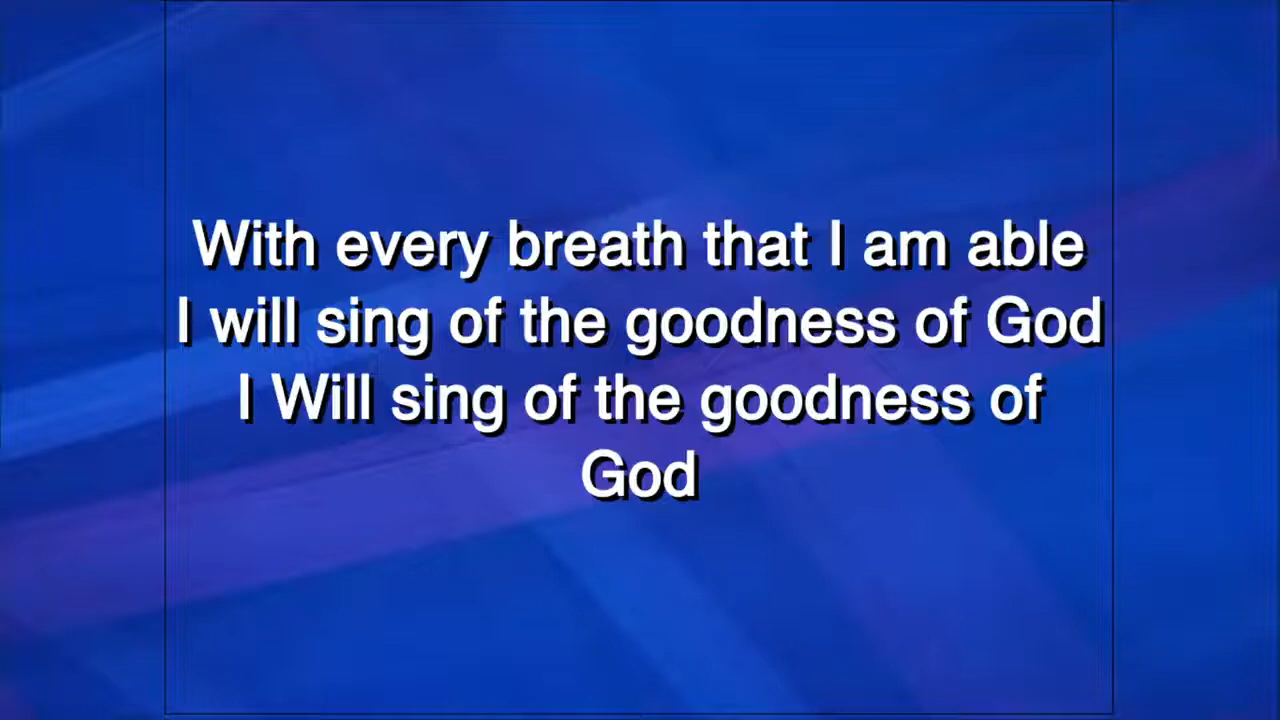 With every breath that I am able
I will sing of the goodness of God
I Will sing of the goodness of
God